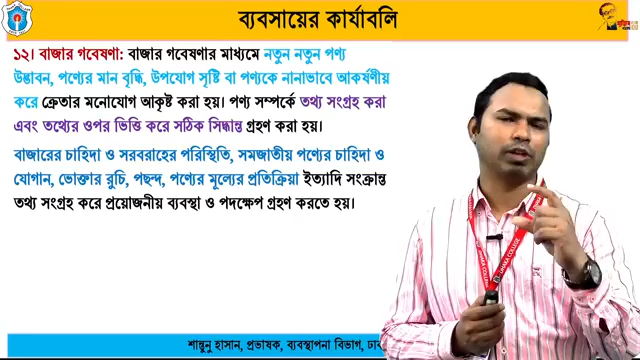 ব্যবসায়ের কার্যাবলি
১২। বাজার গবেষণা: বাজার গবেষণার মাধ্যমে নতুন নতুন পণ্য
উদ্ভাবন, পণ্যের মান বৃদ্ধি, উপযোগ সৃষ্টি বা পণ্যকে নানাভাবে আকর্ষণীয়
করে ক্রেতার মনোযোগ আকৃষ্ট করা হয়। পণ্য সম্পর্কে তথ্য সংগ্রহ করা
এবং তথ্যের ওপর ভিত্তি করে সঠিক সিদ্ধান্ত গ্রহণ করা হয়।
বাজারের চাহিদা ও সরবরাহের পরিস্থিতি, সমজাতীয় পণ্যের চাহিদা ও
যোগান, ভোক্তার রুচি, পছন্দ, পণ্যের মূল্যের প্রতিক্রিয়া ইত্যাদি সংক্রান্ত
তথ্য সংগ্রহ করে প্রয়োজনীয় ব্যবস্থা ও পদক্ষেপ গ্রহণ করতে হয়।
DHAKA COLLEGE
শান্তুনু হাসান, প্রভাষক, ব্যবস্থাপনা বিভাগ, ঢাক